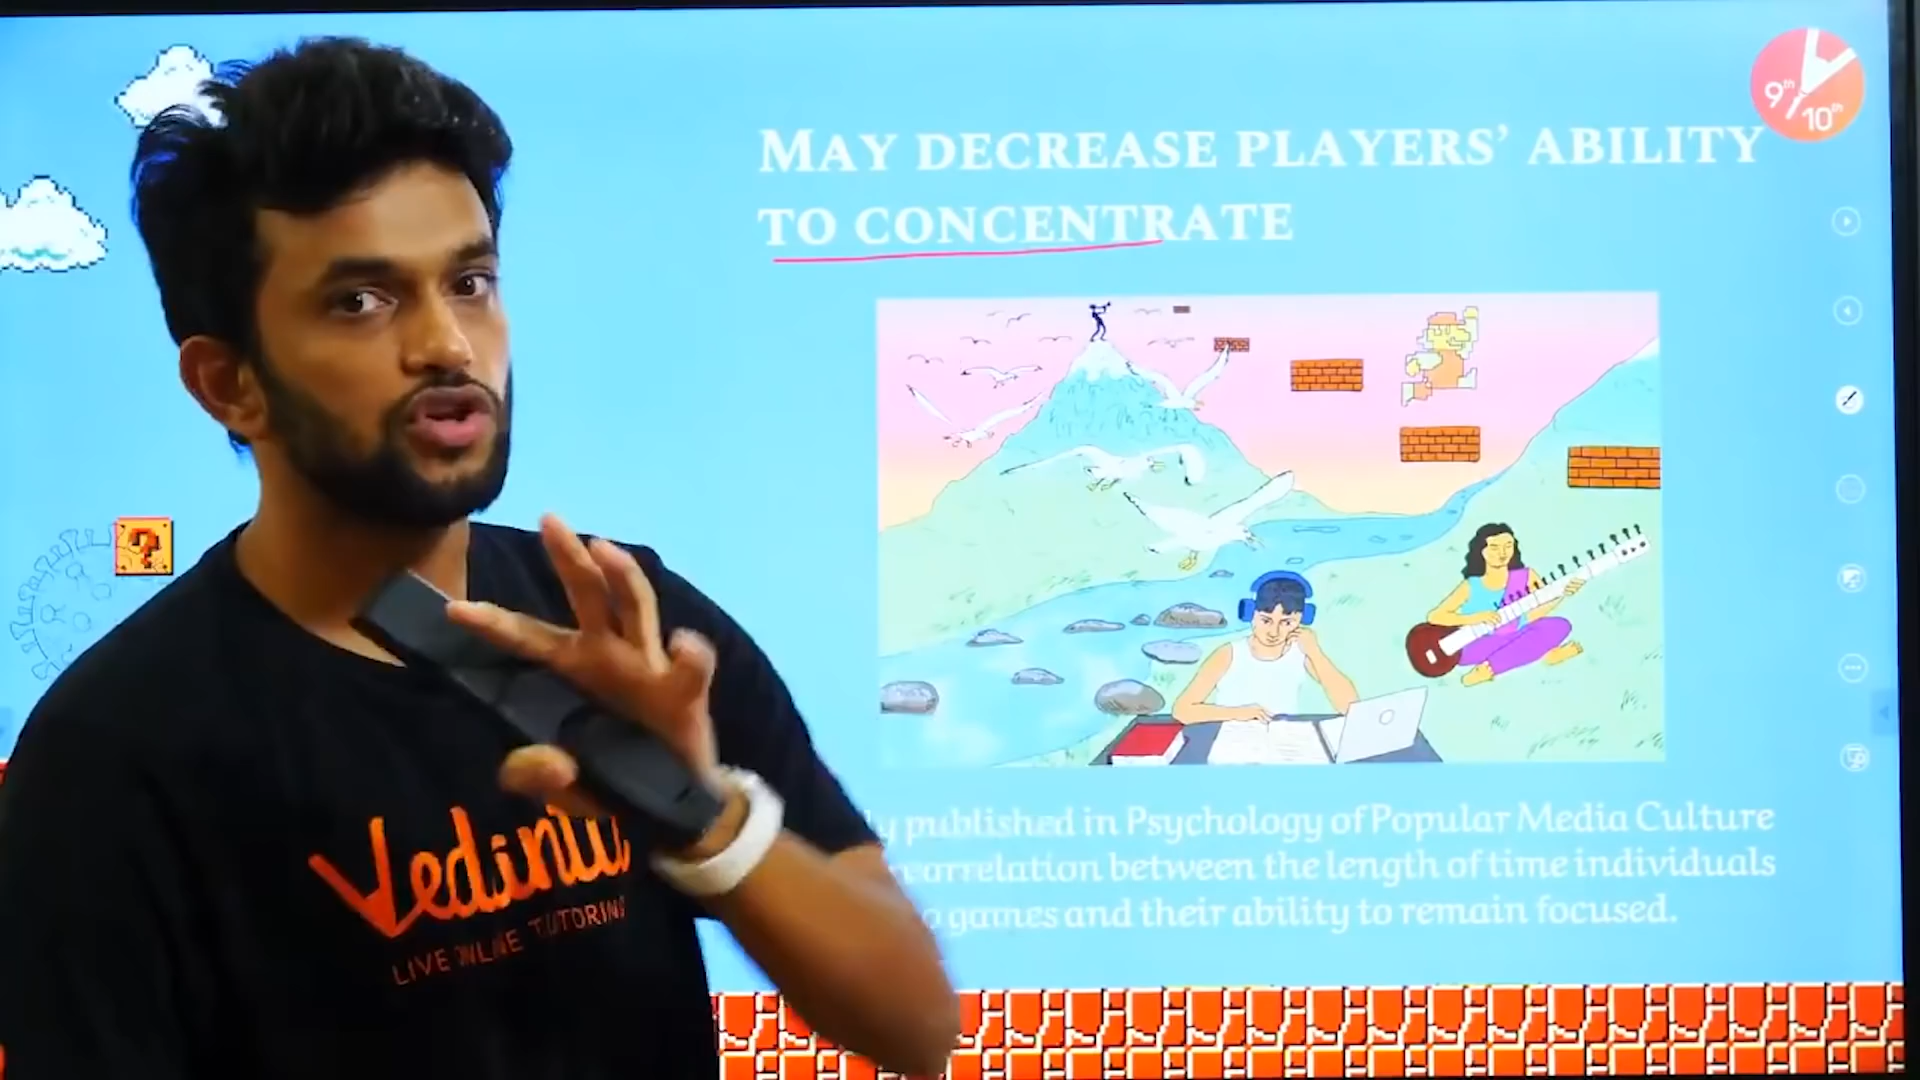 9th
10th
MAY DECREASE PLAYERS’ ABILITY
TO CONCENTRATE
?
published in Psychology of Popular Media Culture
correlation between the length of time individuals
games and their ability to remain focused.
Vedantu
LIVE ONLINE TUTORING